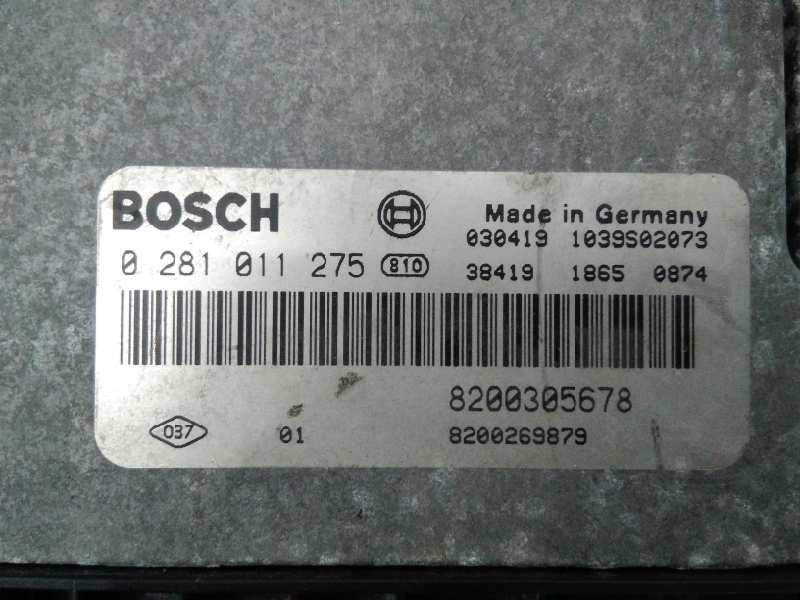 BOSCH
Made in Germany
030419 1039S02073
0 281 011 275 810
38419 1865 0874
8200305678
037 01 8200269879